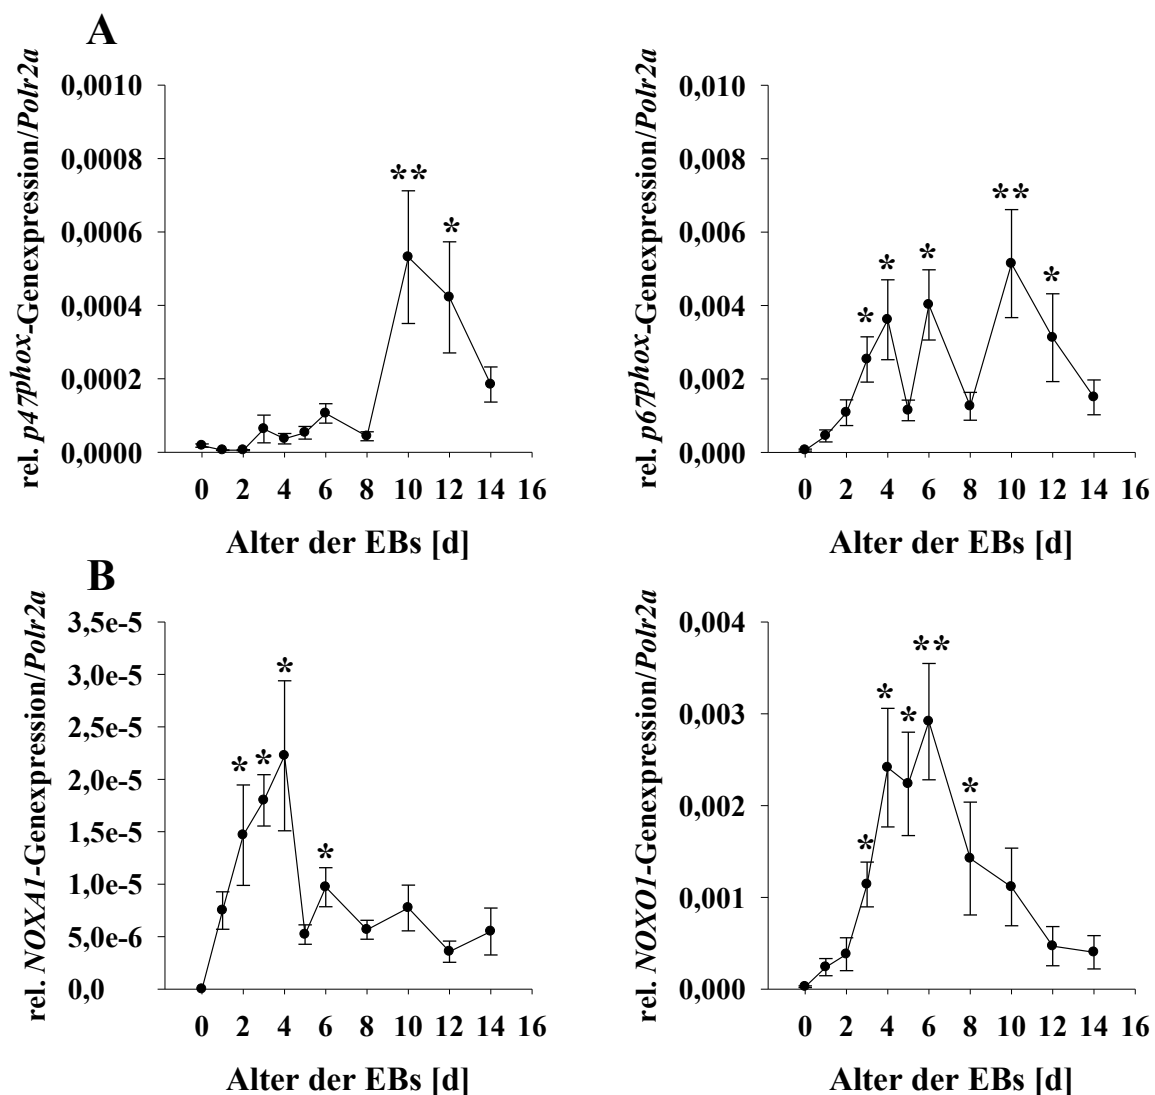 A
rel. p47phox-Genexpression/Polr2a
0,0010
0,0008
0,0006
0,0004
0,0002
0,0000
**
*
0 2 4 6 8 10 12 14 16
Alter der EBs [d]
rel. p67phox-Genexpression/Polr2a
0,010
0,008
0,006
0,004
0,002
0,000
*
*
*
**
*
0 2 4 6 8 10 12 14 16
Alter der EBs [d]
B
rel. NOXA1-Genexpression/Polr2a
3,5e-5
3,0e-5
2,5e-5
2,0e-5
1,5e-5
1,0e-5
5,0e-6
0,0
*
*
*
*
0 2 4 6 8 10 12 14 16
Alter der EBs [d]
rel. NOXO1-Genexpression/Polr2a
0,004
0,003
0,002
0,001
0,000
*
*
*
**
*
0 2 4 6 8 10 12 14 16
Alter der EBs [d]